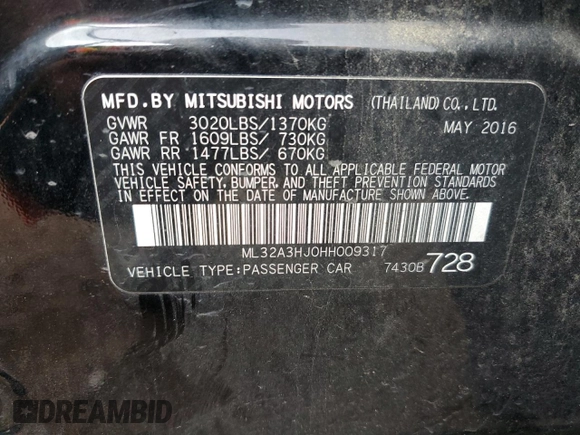 MFD.BY MITSUBISHI MOTORS (THAILAND) CO., LTD.
GVWR 3020LBS/1370KG MAY 2016
GAWR FR 1609LBS/ 730KG
GAWR RR 1477LBS/ 670KG
THIS VEHICLE CONFORMS TO ALL APPLICABLE FEDERAL MOTOR
VEHICLE SAFETY, BUMPER, AND THEFT PREVENTION STANDARDS
IN EFFECT ON THE DATE OF MANUFACTURE SHOWN ABOVE.
ML32A3HJ0HH009317
VEHICLE TYPE:PASSENGER CAR 7430B 728
DREAMBID